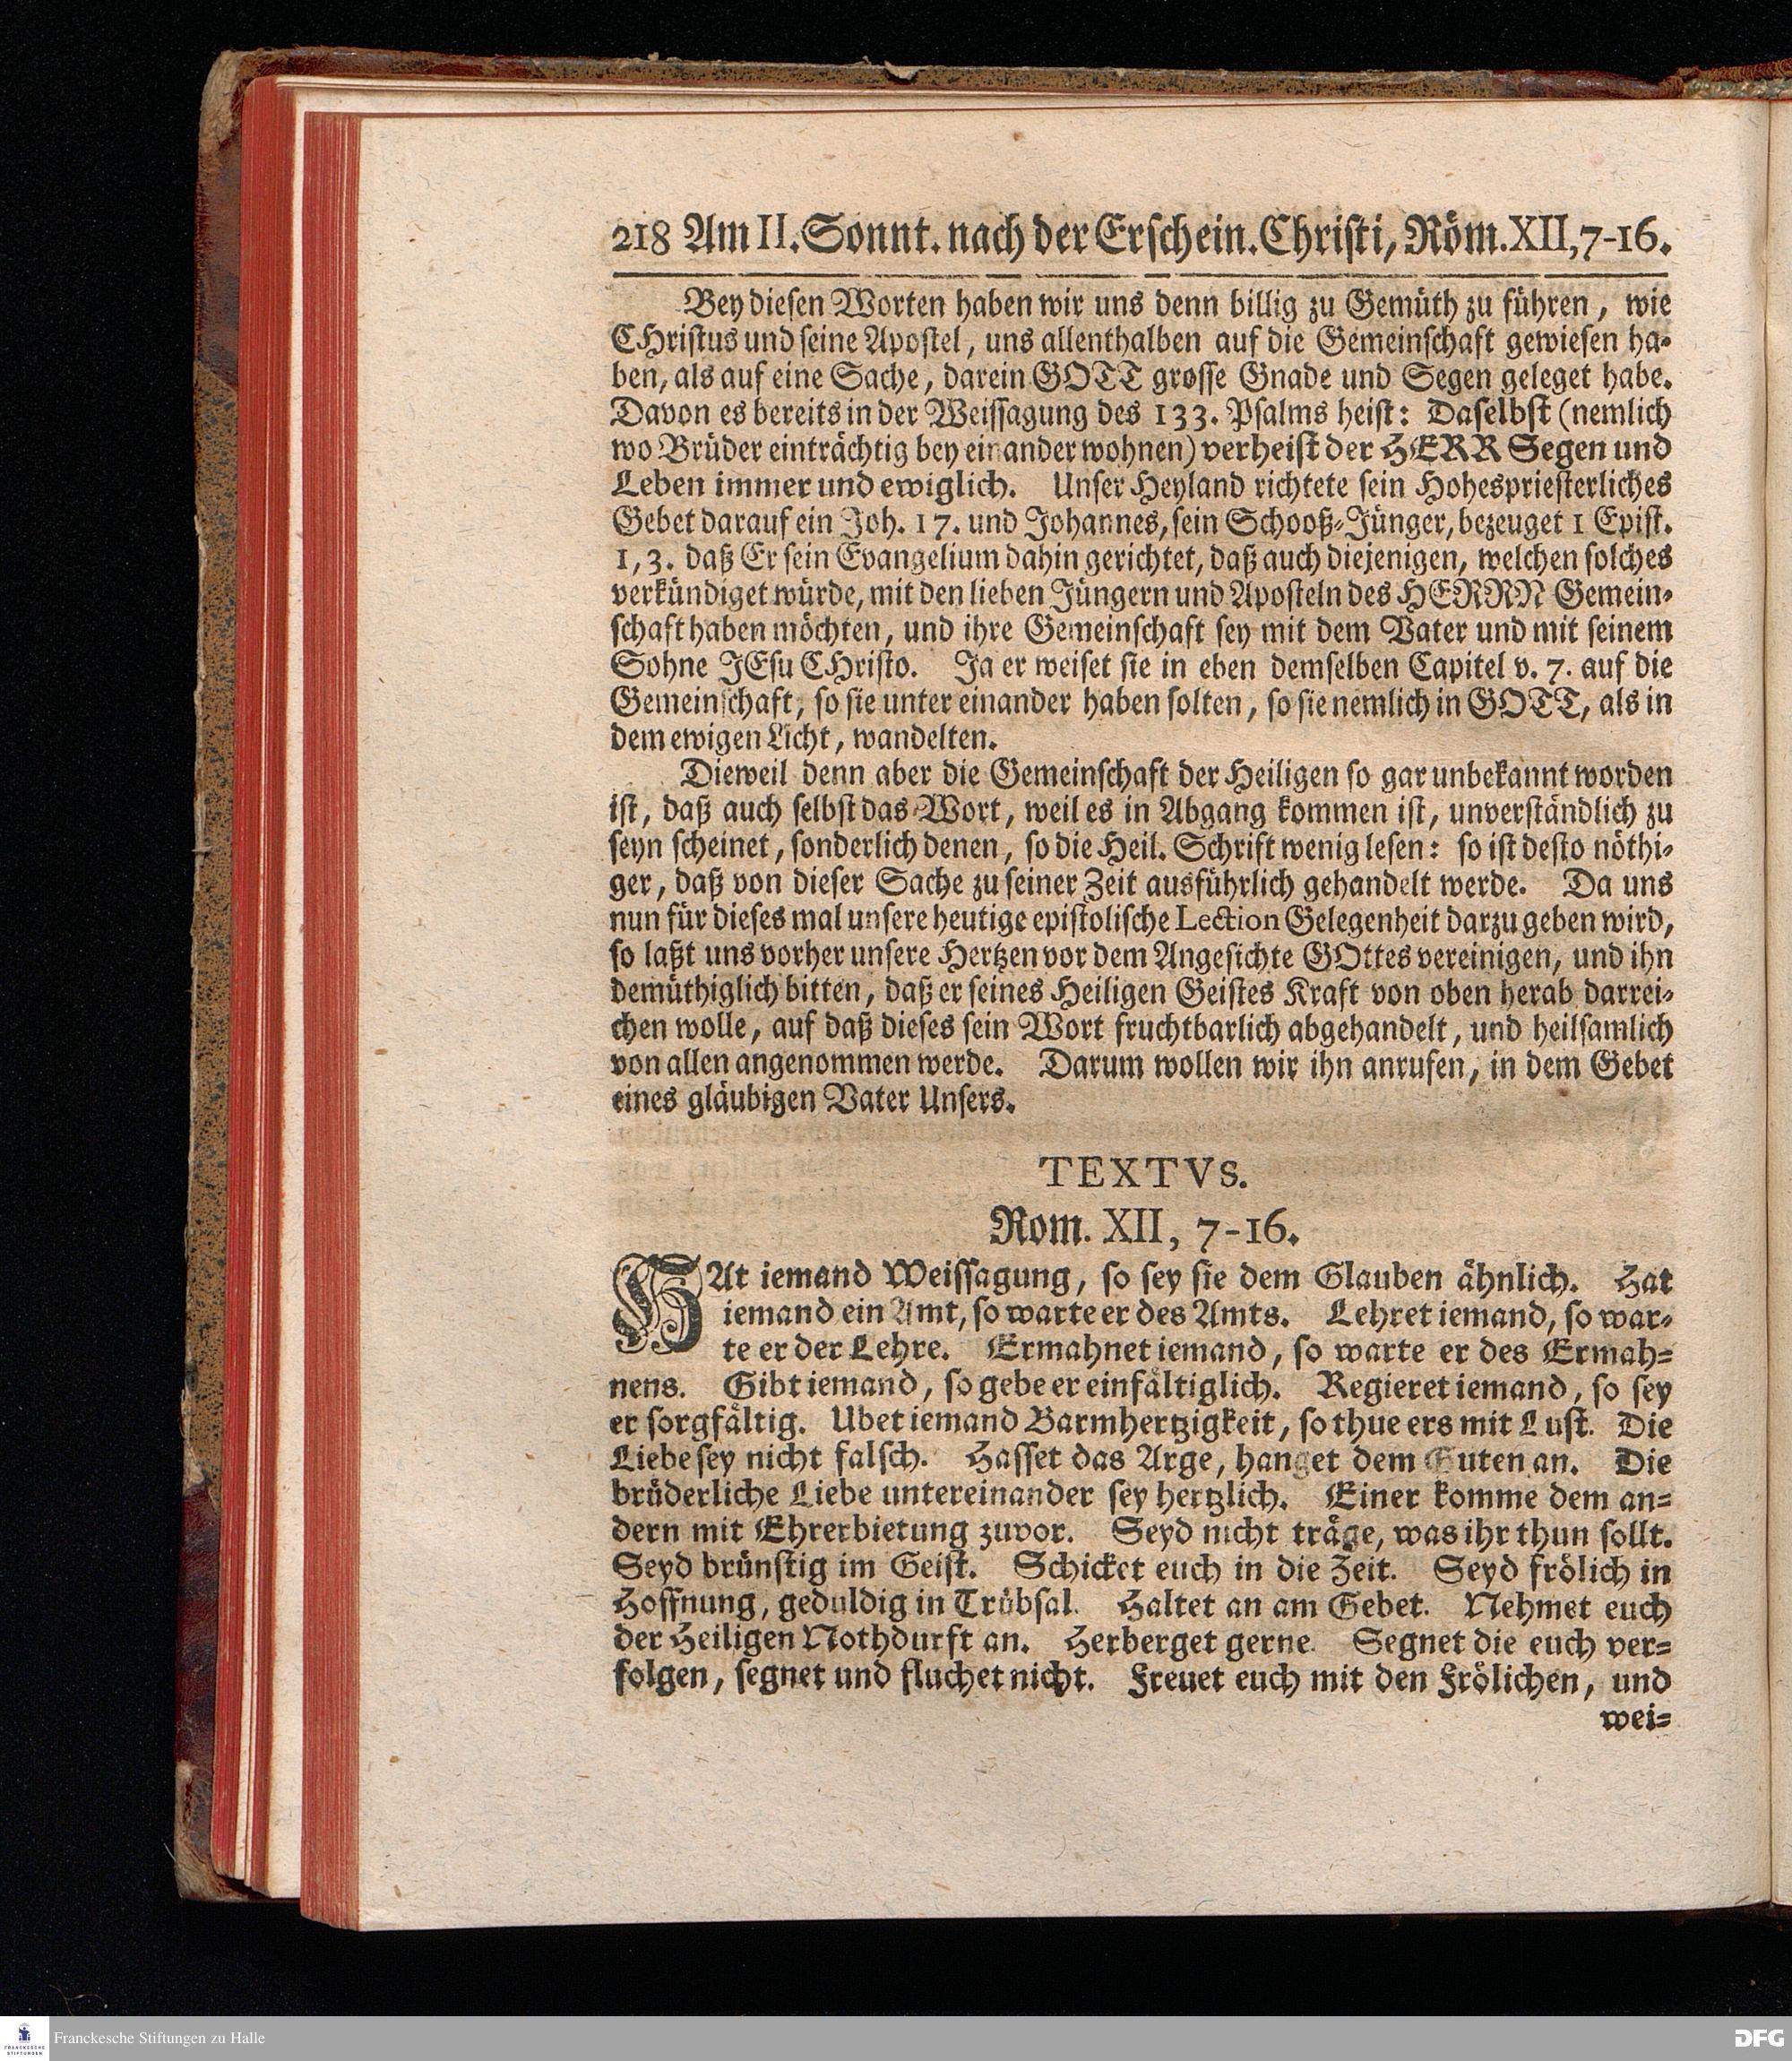 218 Am II. Sonnt. nach der Erschein. Christi, Röm. XII, 7-16.
Bey diesen Worten haben wir uns denn billig zu Gemüth zu führen, wie
CHristus und seine Apostel, uns allenthalben auf die Gemeinschaft gewiesen ha-
ben, als auf eine Sache, darein GOTT grosse Gnade und Segen geleget habe.
Davon es bereits in der Weissagung des 133. Psalms heist: Daselbst (nemlich
wo Brüder einträchtig bey einander wohnen) verheist der HERR Segen und
Leben immer und ewiglich. Unser Heyland richtete sein Hohespriesterliches
Gebet darauf ein Joh. 17. und Johannes, sein Schooß-Jünger, bezeuget 1 Epist.
1, 3. daß Er sein Evangelium dahin gerichtet, daß auch diejenigen, welchen solches
verkündiget würde, mit den lieben Jüngern und Aposteln des HERRN Gemein-
schaft haben möchten, und ihre Gemeinschaft sey mit dem Vater und mit seinem
Sohne JEsu CHristo. Ja er weiset sie in eben demselben Capitel v. 7. auf die
Gemeinschaft, so sie unter einander haben solten, so sie nemlich in GOTT, als in
dem ewigen Licht, wandelten.
Dieweil denn aber die Gemeinschaft der Heiligen so gar unbekannt worden
ist, daß auch selbst das Wort, weil es in Abgang kommen ist, unverständlich zu
seyn scheinet, sonderlich denen, so die Heil. Schrift wenig lesen: so ist desto nöthi-
ger, daß von dieser Sache zu seiner Zeit ausführlich gehandelt werde. Da uns
nun für dieses mal unsere heutige epistolische Lection Gelegenheit darzu geben wird,
so laßt uns vorher unsere Hertzen vor dem Angesichte GOttes vereinigen, und ihn
demüthiglich bitten, daß er seines Heiligen Geistes Kraft von oben herab darrei-
chen wolle, auf daß dieses sein Wort fruchtbarlich abgehandelt, und heilsamlich
von allen angenommen werde. Darum wollen wir ihn anrufen, in dem Gebet
eines gläubigen Vater Unsers.
TEXTVS.
Rom. XII, 7-16.
HAt iemand Weissagung, so sey sie dem Glauben ähnlich. Hat
iemand ein Amt, so warte er des Amts. Lehret iemand, so war-
te er der Lehre. Ermahnet iemand, so warte er des Ermah-
nens. Gibt iemand, so gebe er einfältiglich. Regieret iemand, so sey
er sorgfältig. Ubet iemand Barmhertzigkeit, so thue ers mit Lust. Die
Liebe sey nicht falsch. Hasset das Arge, hanget dem Guten an. Die
brüderliche Liebe untereinander sey hertzlich. Einer komme dem an-
dern mit Ehrerbietung zuvor. Seyd nicht träge, was ihr thun sollt.
Seyd brünstig im Geist. Schicket euch in die Zeit. Seyd frölich in
Hoffnung, geduldig in Trübsal. Haltet an am Gebet. Nehmet euch
der Heiligen Nothdurft an. Herberget gerne. Segnet die euch ver-
folgen, segnet und fluchet nicht. Freuet euch mit den Frölichen, und
wei-
FRANCKESCHE
STIFTUNGEN
Franckesche Stiftungen zu Halle
DFG